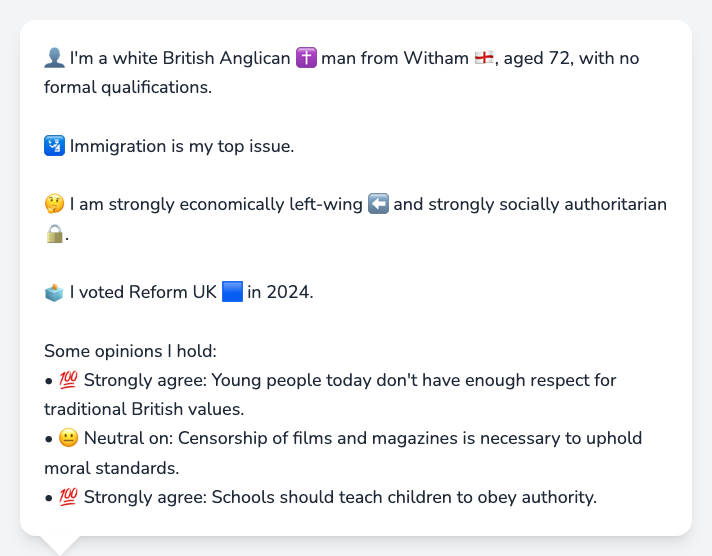 👤 I'm a white British Anglican ✝️ man from Witham 🏴󠁧󠁢󠁥󠁮󠁧󠁿, aged 72, with no
formal qualifications.
🛂 Immigration is my top issue.
🤔 I am strongly economically left-wing ⬅️ and strongly socially authoritarian
🔒.
🗳️ I voted Reform UK 🟦 in 2024.
Some opinions I hold:
• 💯 Strongly agree: Young people today don't have enough respect for
traditional British values.
• 😐 Neutral on: Censorship of films and magazines is necessary to uphold
moral standards.
• 💯 Strongly agree: Schools should teach children to obey authority.